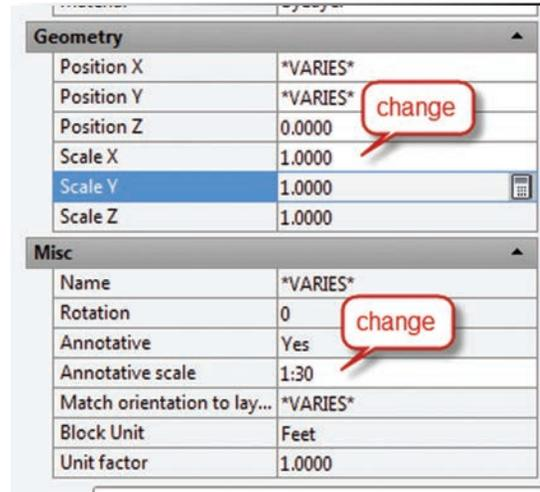 Geometry
Position X *VARIES*
Position Y *VARIES*
change
Position Z 0.0000
Scale X 1.0000
Scale Y 1.0000
Scale Z 1.0000
Misc
Name *VARIES*
Rotation 0
change
Annotative Yes
Annotative scale 1:30
Match orientation to lay... *VARIES*
Block Unit Feet
Unit factor 1.0000